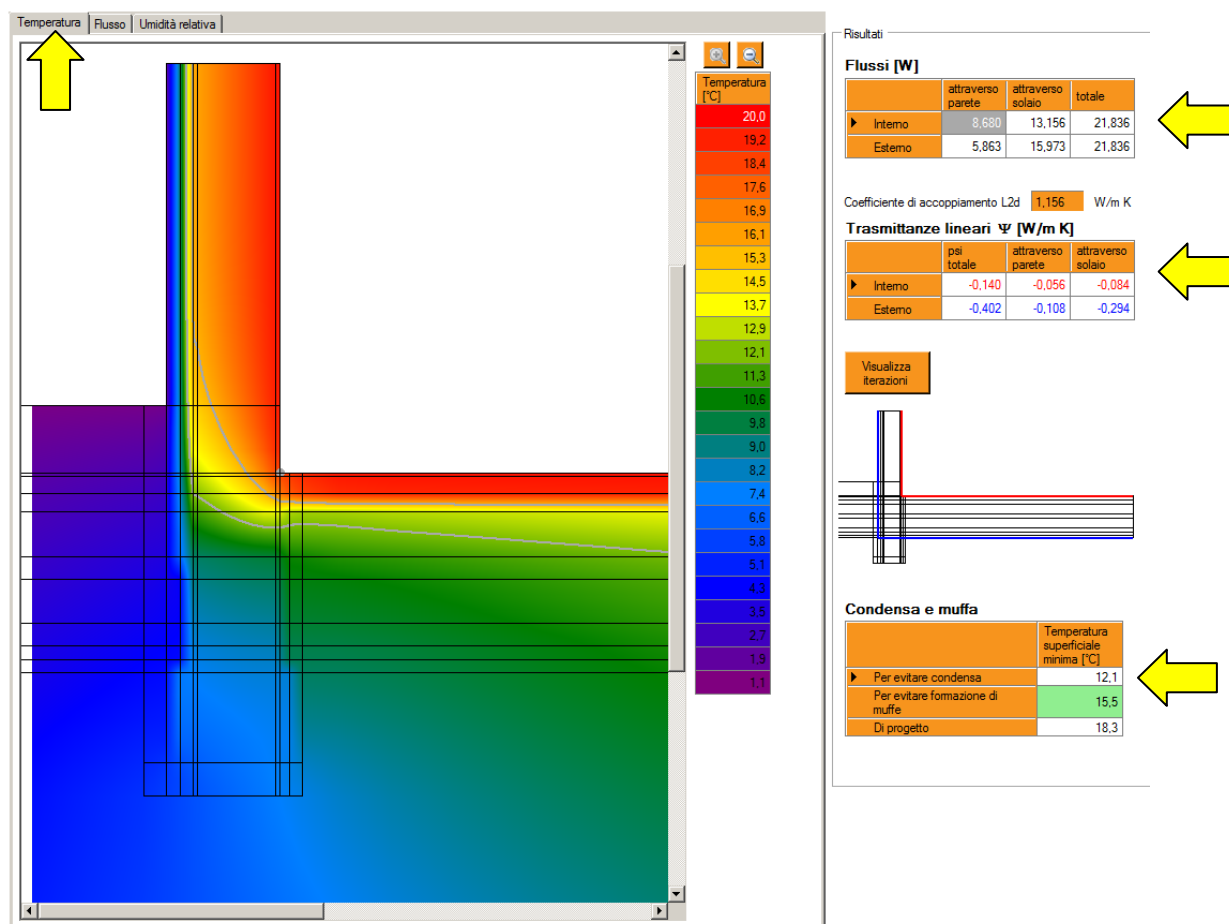 Temperatura Flusso Umidità relativa
Temperatura
[°C]
20,0
19,2
18,4
17,6
16,9
16,1
15,3
14,5
13,7
12,9
12,1
11,3
10,6
9,8
9,0
8,2
7,4
6,6
5,8
5,1
4,3
3,5
2,7
1,9
1,1
Risultati
Flussi [W]
attraverso parete attraverso solaio totale
Interno 8,680 13,156 21,836
Esterno 5,863 15,973 21,836
Coefficiente di accoppiamento L2d 1,156 W/m K
Trasmittanze lineari Ψ [W/m K]
psi totale attraverso parete attraverso solaio
Interno -0,140 -0,056 -0,084
Esterno -0,402 -0,108 -0,294
Visualizza
iterazioni
Condensa e muffa
Temperatura
superficiale
minima [°C]
Per evitare condensa 12,1
Per evitare formazione di
muffe 15,5
Di progetto 18,3